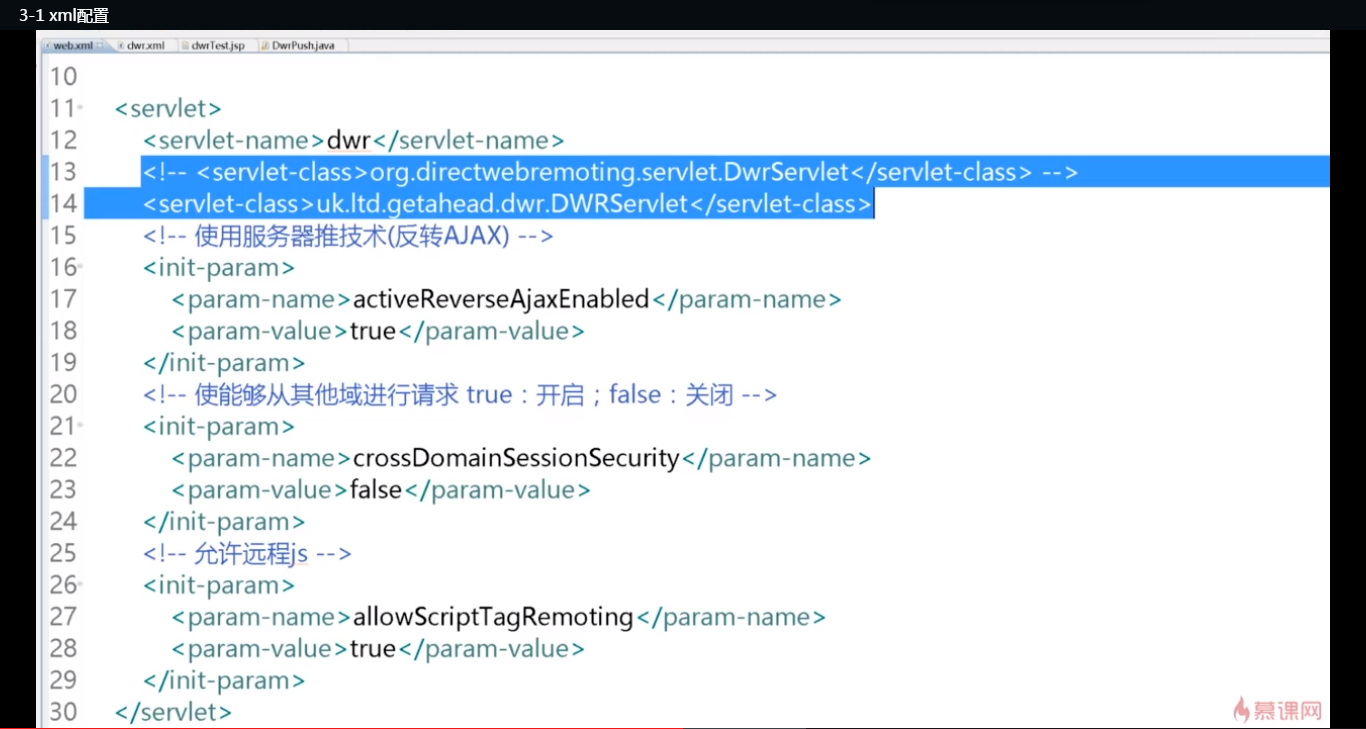 3-1 xml配置
web.xml dwr.xml dwrTest.jsp DwrPush.java
10
11 <servlet>
12 <servlet-name>dwr</servlet-name>
13 <!-- <servlet-class>org.directwebremoting.servlet.DwrServlet</servlet-class> -->
14 <servlet-class>uk.ltd.getahead.dwr.DWRServlet</servlet-class>
15 <!-- 使用服务器推技术(反转AJAX) -->
16 <init-param>
17 <param-name>activeReverseAjaxEnabled</param-name>
18 <param-value>true</param-value>
19 </init-param>
20 <!-- 使能够从其他域进行请求 true：开启；false：关闭 -->
21 <init-param>
22 <param-name>crossDomainSessionSecurity</param-name>
23 <param-value>false</param-value>
24 </init-param>
25 <!-- 允许远程js -->
26 <init-param>
27 <param-name>allowScriptTagRemoting</param-name>
28 <param-value>true</param-value>
29 </init-param>
30 </servlet>
慕课网